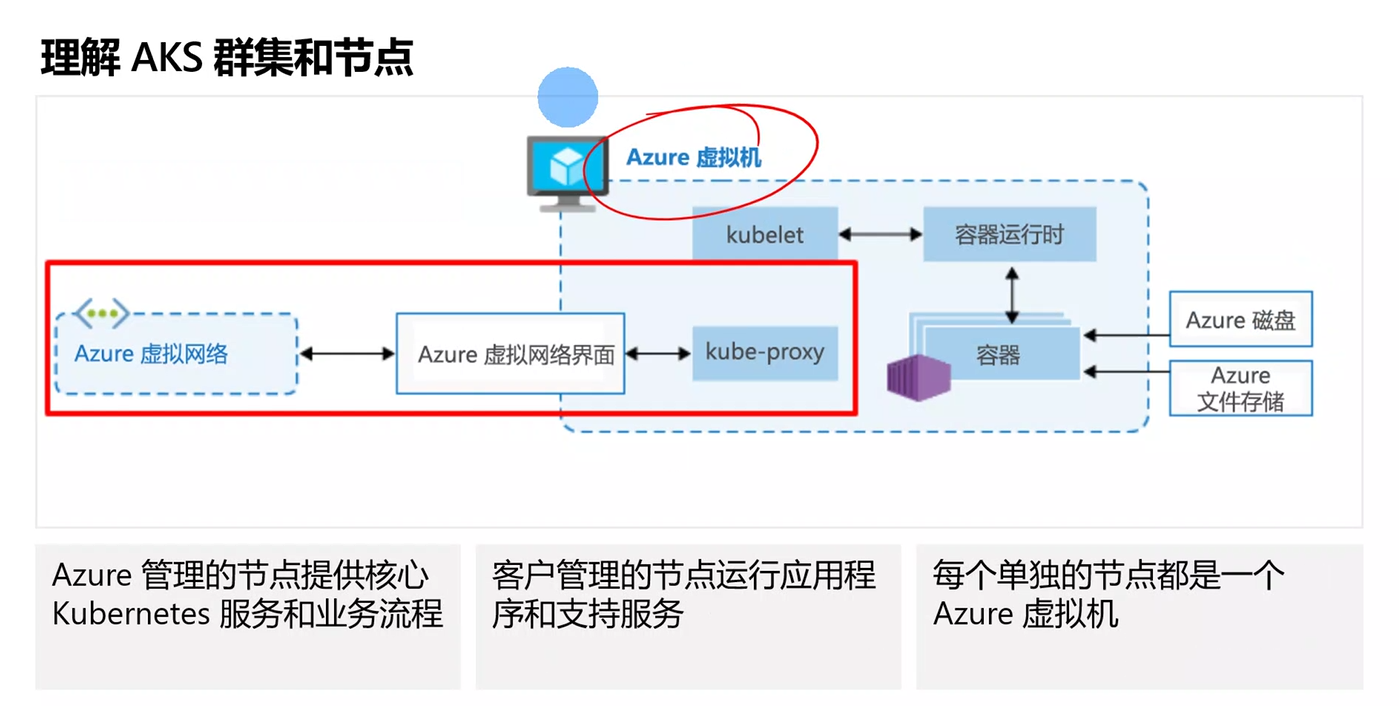 理解 AKS 群集和节点
Azure 虚拟机
kubelet
容器运行时
Azure 虚拟网络
Azure 虚拟网络界面
kube-proxy
容器
Azure 磁盘
Azure
文件存储
Azure 管理的节点提供核心
Kubernetes 服务和业务流程
客户管理的节点运行应用程
序和支持服务
每个单独的节点都是一个
Azure 虚拟机